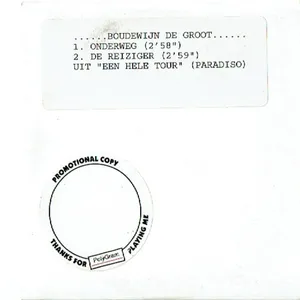 ......BOUDEWIJN DE GROOT......
1. ONDERWEG (2'58")
2. DE REIZIGER (2'59")
UIT "EEN HELE TOUR" (PARADISO)
PROMOTIONAL COPY
THANKS FOR PLAYING ME
PolyGram